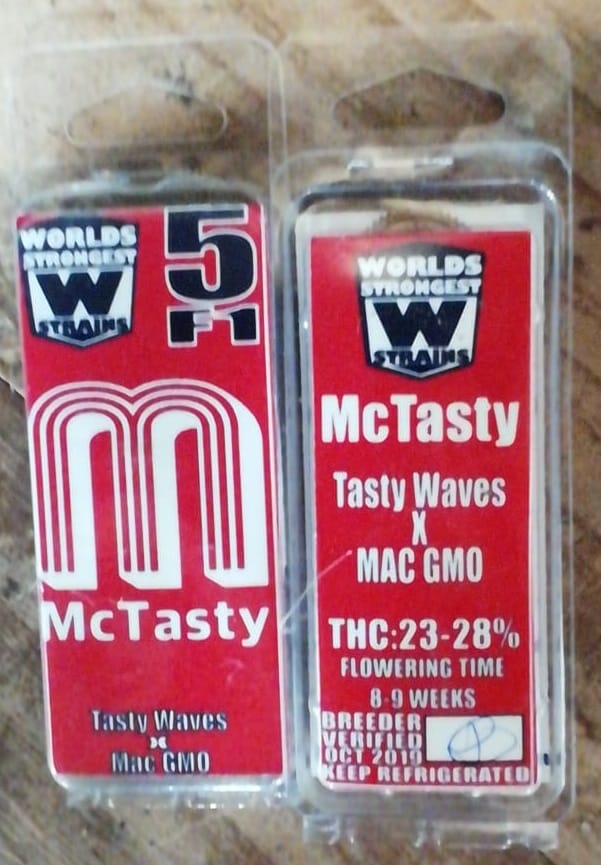 WORLDS
STRONGEST
W
STRAINS
5
F1
m
McTasty
Tasty Waves
x
Mac GMO
WORLDS
STRONGEST
W
STRAINS
McTasty
Tasty Waves
X
MAC GMO
THC:23-28%
FLOWERING TIME
8-9 WEEKS
BREEDER
VERIFIED
OCT 2019
KEEP REFRIGERATED